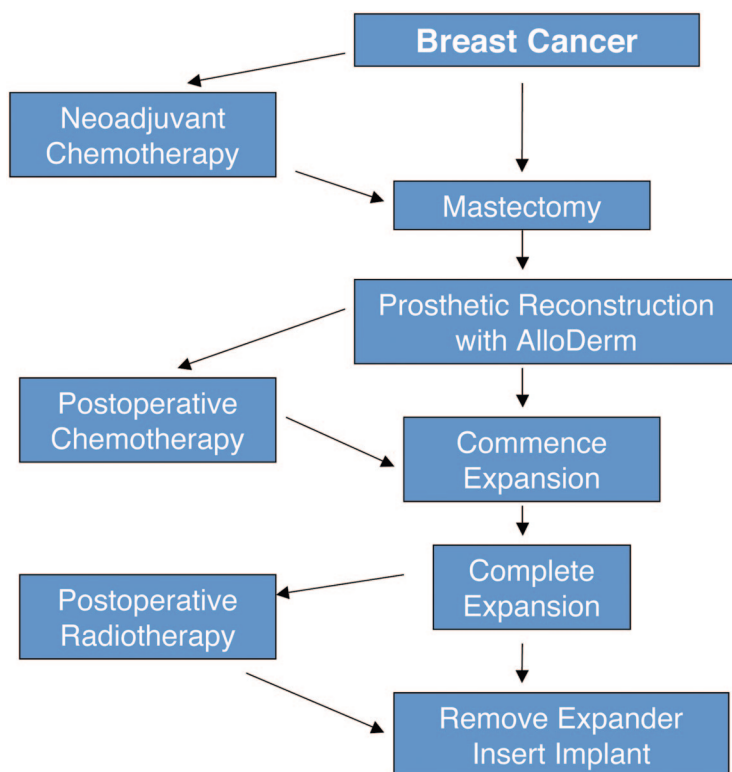 Breast Cancer
Neoadjuvant
Chemotherapy
Mastectomy
Prosthetic Reconstruction
with AlloDerm
Postoperative
Chemotherapy
Commence
Expansion
Complete
Expansion
Postoperative
Radiotherapy
Remove Expander
Insert Implant